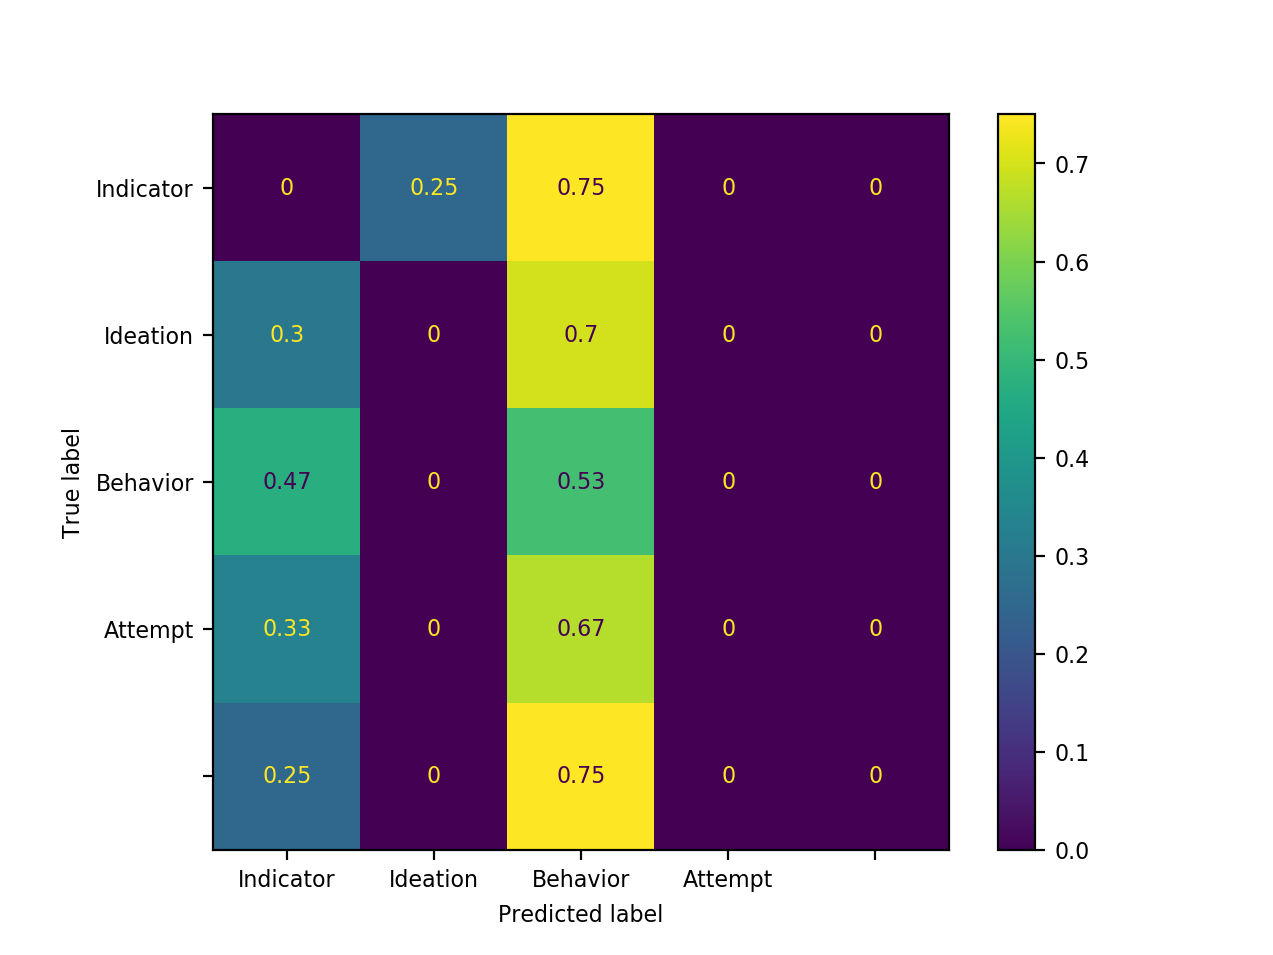 Indicator 0 0.25 0.75 0 0
Ideation 0.3 0 0.7 0 0
Behavior 0.47 0 0.53 0 0
Attempt 0.33 0 0.67 0 0
0.25 0 0.75 0 0
Indicator Ideation Behavior Attempt
Predicted label
True label
0.7
0.6
0.5
0.4
0.3
0.2
0.1
0.0